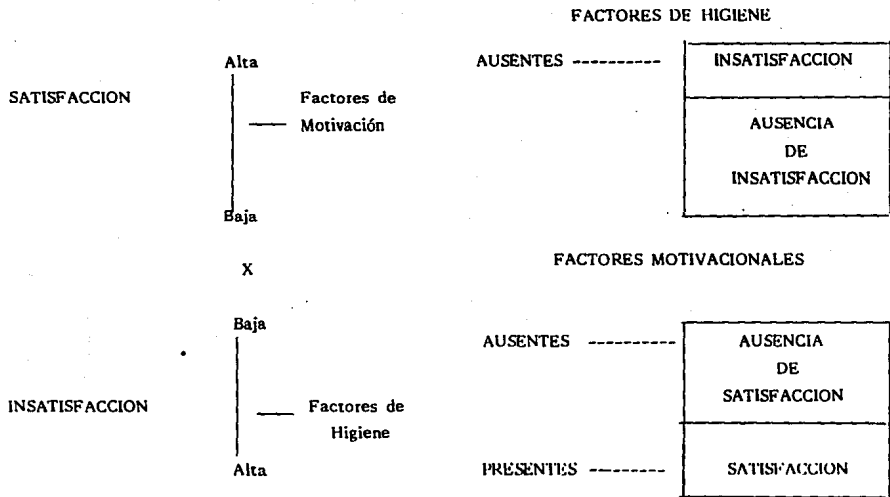 FACTORES DE HIGIENE
Alta
SATISFACCION
Factores de
Motivación
Baja
X
Baja
INSATISFACCION
Factores de
Higiene
Alta
AUSENTES ----------
INSATISFACCION
AUSENCIA
DE
INSATISFACCION
FACTORES MOTIVACIONALES
AUSENTES ----------
AUSENCIA
DE
SATISFACCION
PRESENTES --------
SATISFACCION